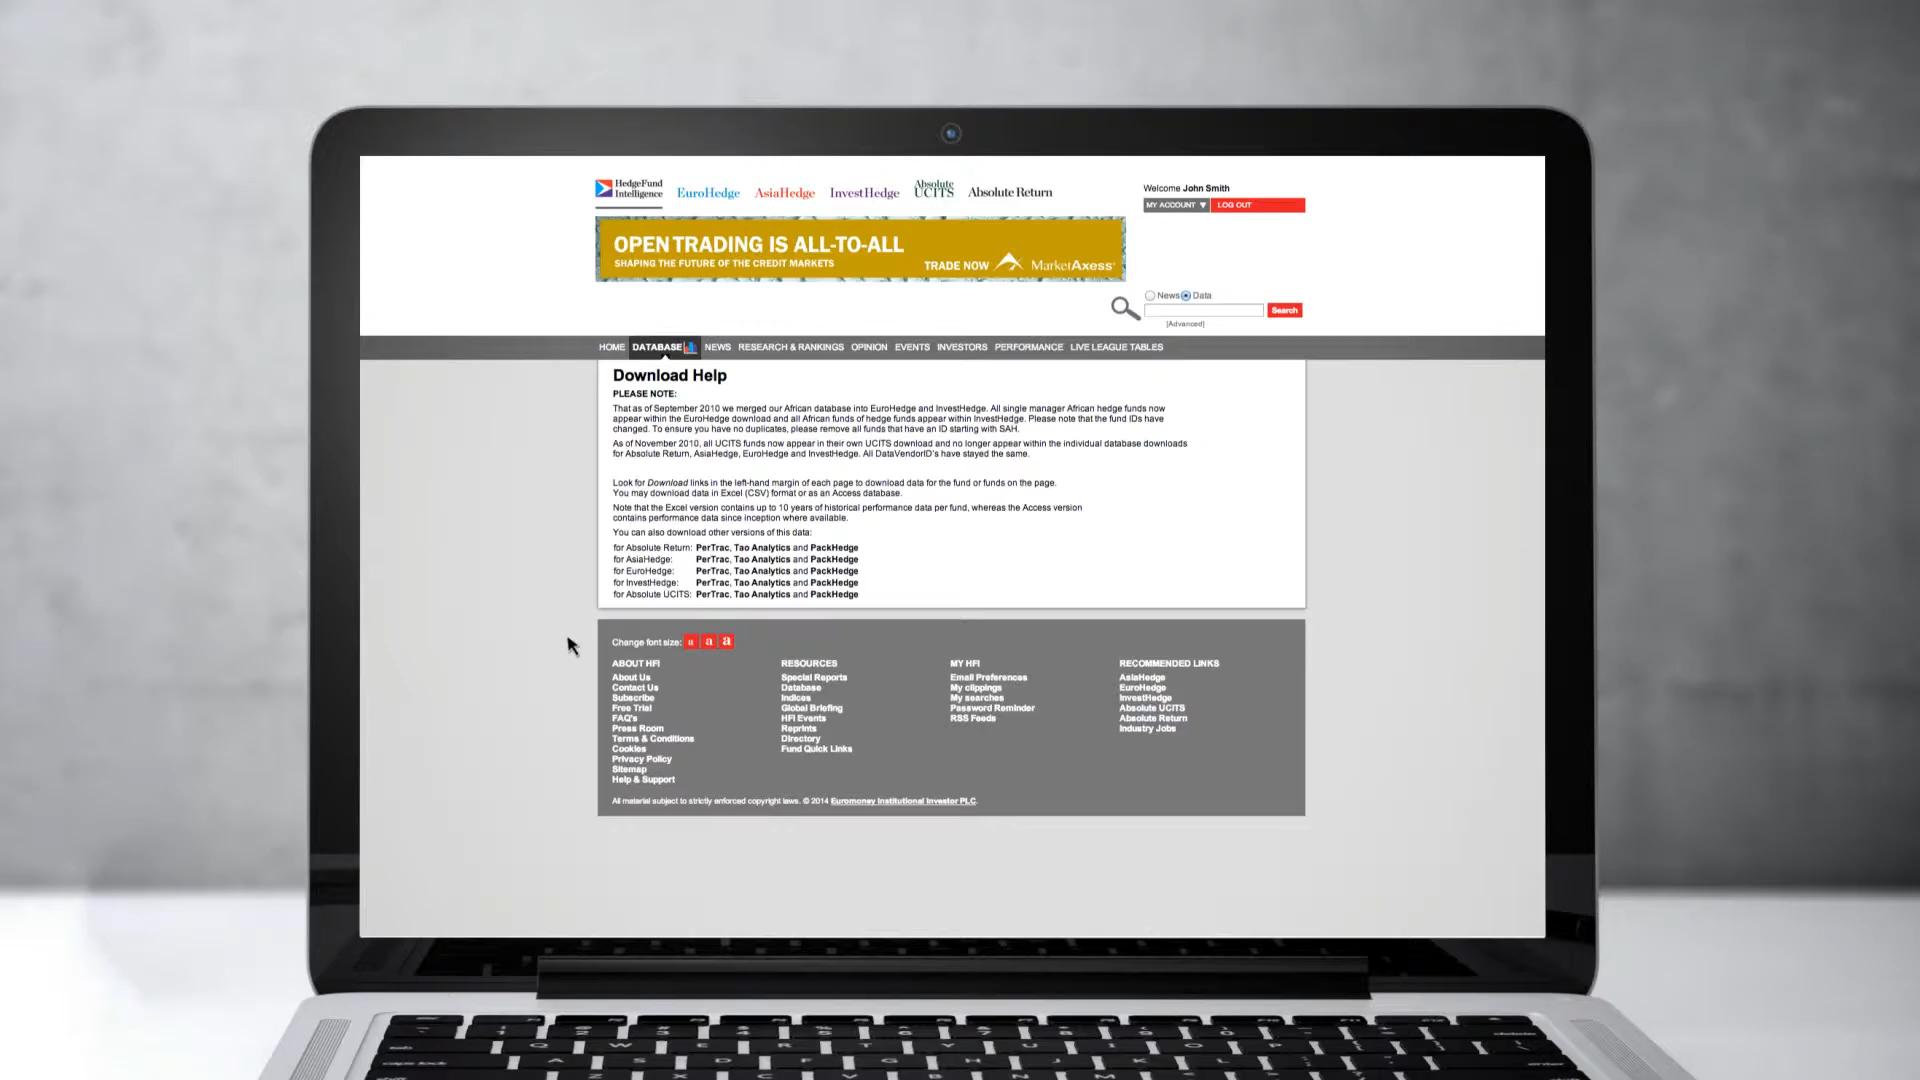 HedgeFund
Intelligence
EuroHedge
AsiaHedge
InvestHedge
Absolute
UCITS
Absolute Return
Welcome John Smith
MY ACCOUNT ▼ LOG OUT
OPEN TRADING IS ALL-TO-ALL
SHAPING THE FUTURE OF THE CREDIT MARKETS
TRADE NOW MarketAxess
News Data
Search
[Advanced]
HOME DATABASE NEWS RESEARCH & RANKINGS OPINION EVENTS INVESTORS PERFORMANCE LIVE LEAGUE TABLES
Download Help
PLEASE NOTE:
That as of September 2010 we merged our African database into EuroHedge and InvestHedge. All single manager African hedge funds now
appear within the EuroHedge download and all African funds of hedge funds appear within InvestHedge. Please note that the fund IDs have
changed. To ensure you have no duplicates, please remove all funds that have an ID starting with SAH.
As of November 2010, all UCITS funds now appear in their own UCITS download and no longer appear within the individual database downloads
for Absolute Return, AsiaHedge, EuroHedge and InvestHedge. All DataVendorID's have stayed the same.
Look for Download links in the left-hand margin of each page to download data for the fund or funds on the page.
You may download data in Excel (CSV) format or as an Access database.
Note that the Excel version contains up to 10 years of historical performance data per fund, whereas the Access version
contains performance data since inception where available.
You can also download other versions of this data:
for Absolute Return: PerTrac, Tao Analytics and PackHedge
for AsiaHedge: PerTrac, Tao Analytics and PackHedge
for EuroHedge: PerTrac, Tao Analytics and PackHedge
for InvestHedge: PerTrac, Tao Analytics and PackHedge
for Absolute UCITS: PerTrac, Tao Analytics and PackHedge
Change font size: a a a
ABOUT HFI
About Us
Contact Us
Subscribe
Free Trial
FAQ's
Press Room
Terms & Conditions
Cookies
Privacy Policy
Sitemap
Help & Support
RESOURCES
Special Reports
Database
Indices
Global Briefing
HFI Events
Reprints
Directory
Fund Quick Links
MY HFI
Email Preferences
My clippings
My searches
Password Reminder
RSS Feeds
RECOMMENDED LINKS
AsiaHedge
EuroHedge
InvestHedge
Absolute UCITS
Absolute Return
Industry Jobs
All material subject to strictly enforced copyright laws. © 2014 Euromoney Institutional Investor PLC.